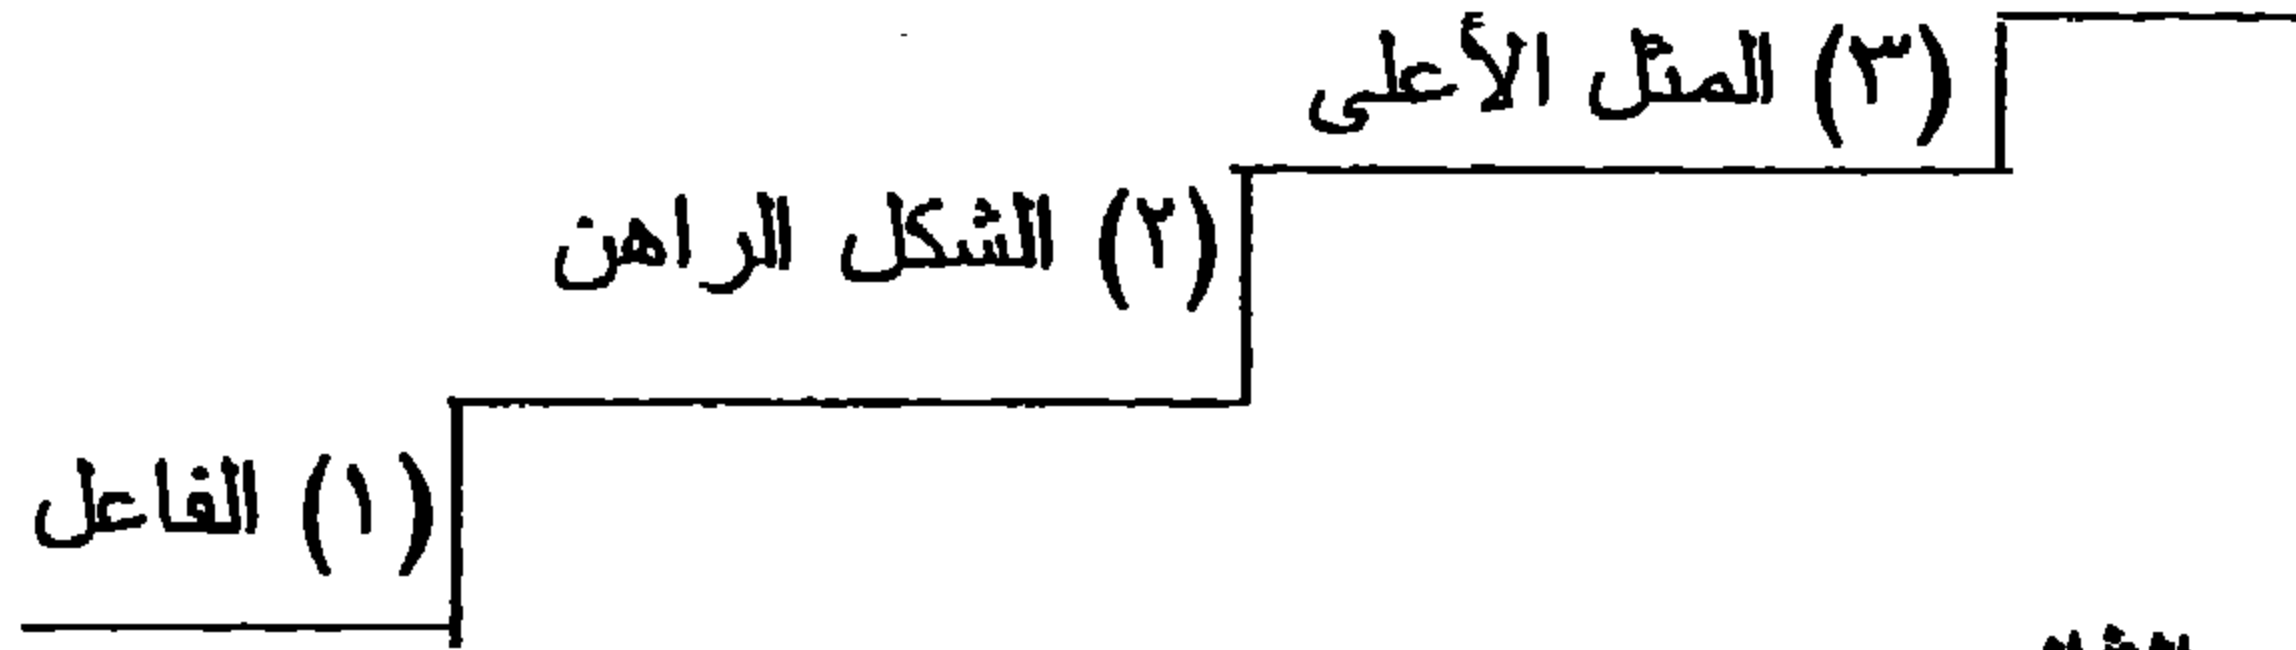 (٣) المثل الأعلى
(٢) الشكل الراهن
(١) الفاعل